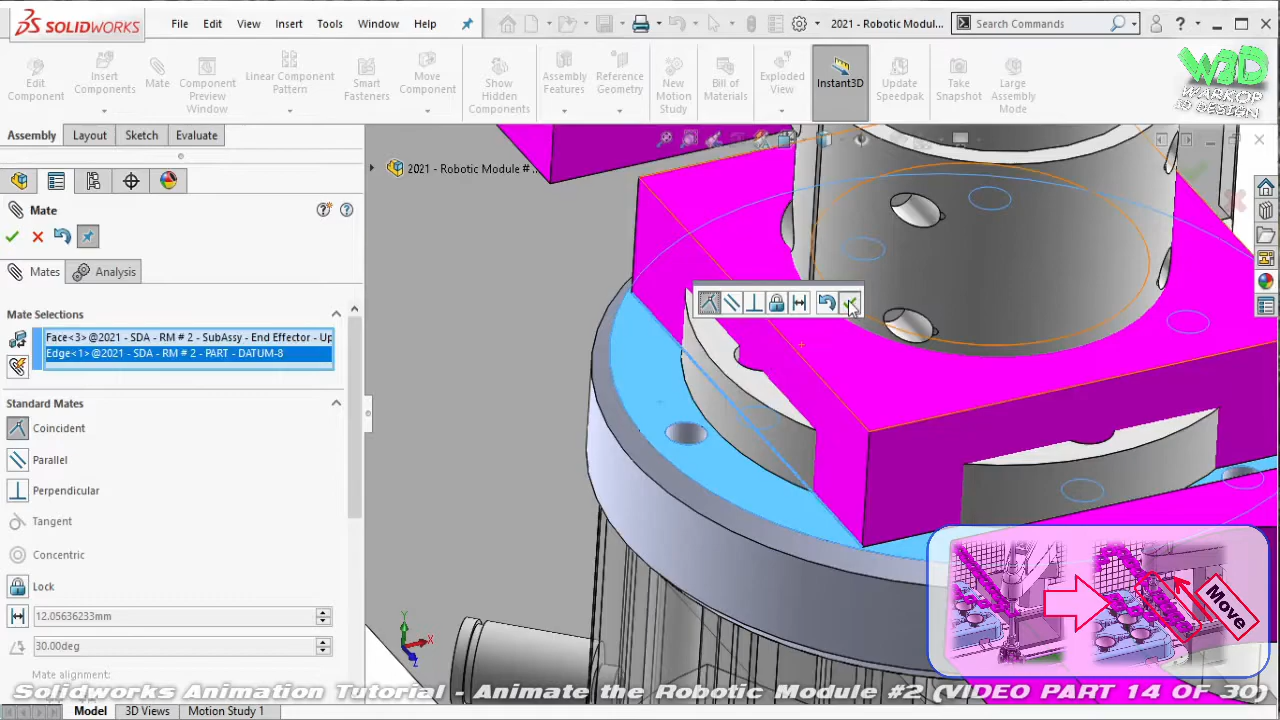 SOLIDWORKS
File Edit View Insert Tools Window Help
2021 - Robotic Modul...
Search Commands
Edit Component
Insert Components
Mate
Component Preview Window
Linear Component Pattern
Smart Fasteners
Move Component
Show Hidden Components
Assembly Features
Reference Geometry
New Motion Study
Bill of Materials
Exploded View
Instant3D
Update Speedpak
Take Snapshot
Large Assembly Mode
W3D
WORKSHOP
3D DESIGN
Assembly Layout Sketch Evaluate
2021 - Robotic Module # ...
Mate
Mates Analysis
Mate Selections
Face<3> @2021 - SDA - RM # 2 - SubAssy - End Effector - Up
Edge<1> @2021 - SDA - RM # 2 - PART - DATUM-8
Standard Mates
Coincident
Parallel
Perpendicular
Tangent
Concentric
Lock
12.05636233mm
30.00deg
Mate alignment:
Y
X
Z
Move
Solidworks Animation Tutorial - Animate the Robotic Module #2 (VIDEO PART 14 OF 30)
Model 3D Views Motion Study 1